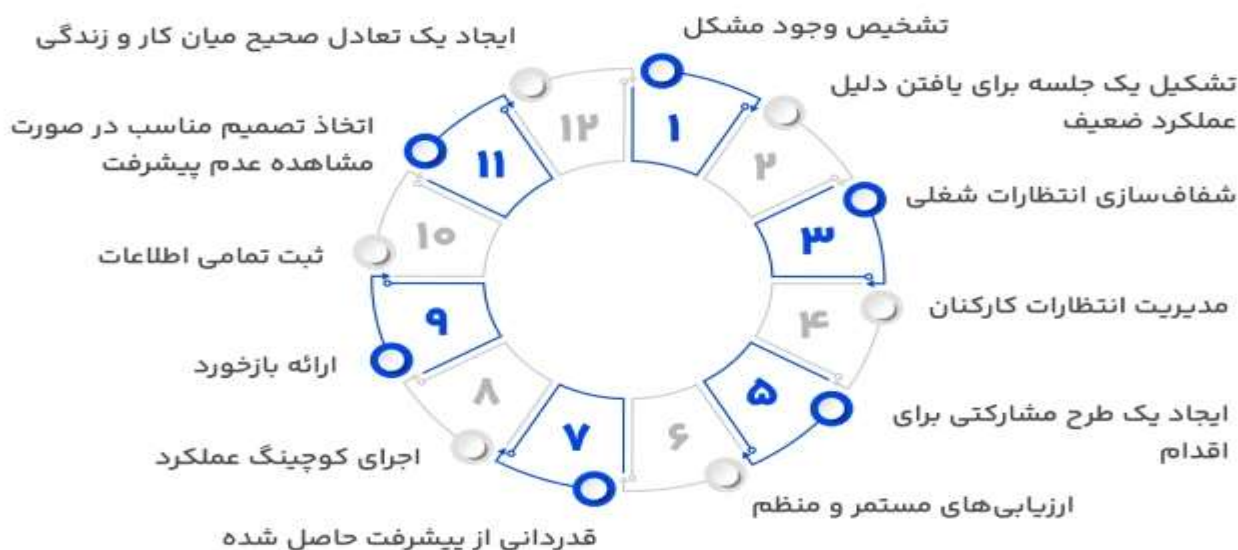 ۱
تشخیص وجود مشکل
۲
تشکیل یک جلسه برای یافتن دلیل
عملکرد ضعیف
۳
شفاف‌سازی انتظارات شغلی
۴
مدیریت انتظارات کارکنان
۵
ایجاد یک طرح مشارکتی برای
اقدام
۶
ارزیابی‌های مستمر و منظم
۷
قدردانی از پیشرفت حاصل شده
۸
اجرای کوچینگ عملکرد
۹
ارائه بازخورد
۱۰
ثبت تمامی اطلاعات
۱۱
اتخاذ تصمیم مناسب در صورت
مشاهده عدم پیشرفت
۱۲
ایجاد یک تعادل صحیح میان کار و زندگی